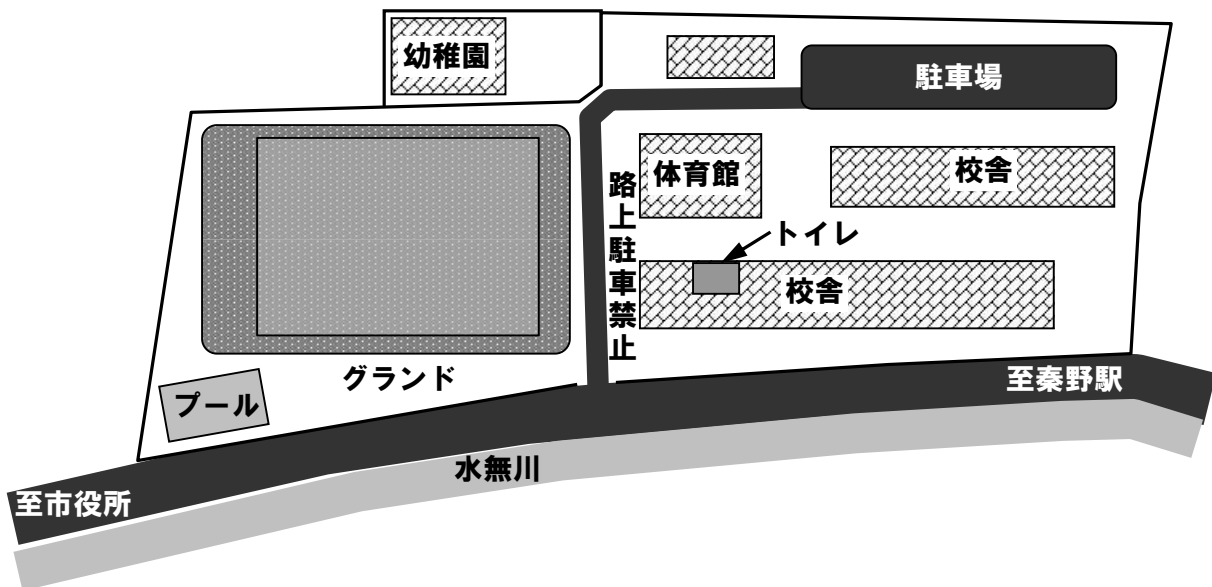 幼稚園
駐車場
体育館
校舎
路上駐車禁止
トイレ
校舎
グランド
至秦野駅
プール
水無川
至市役所